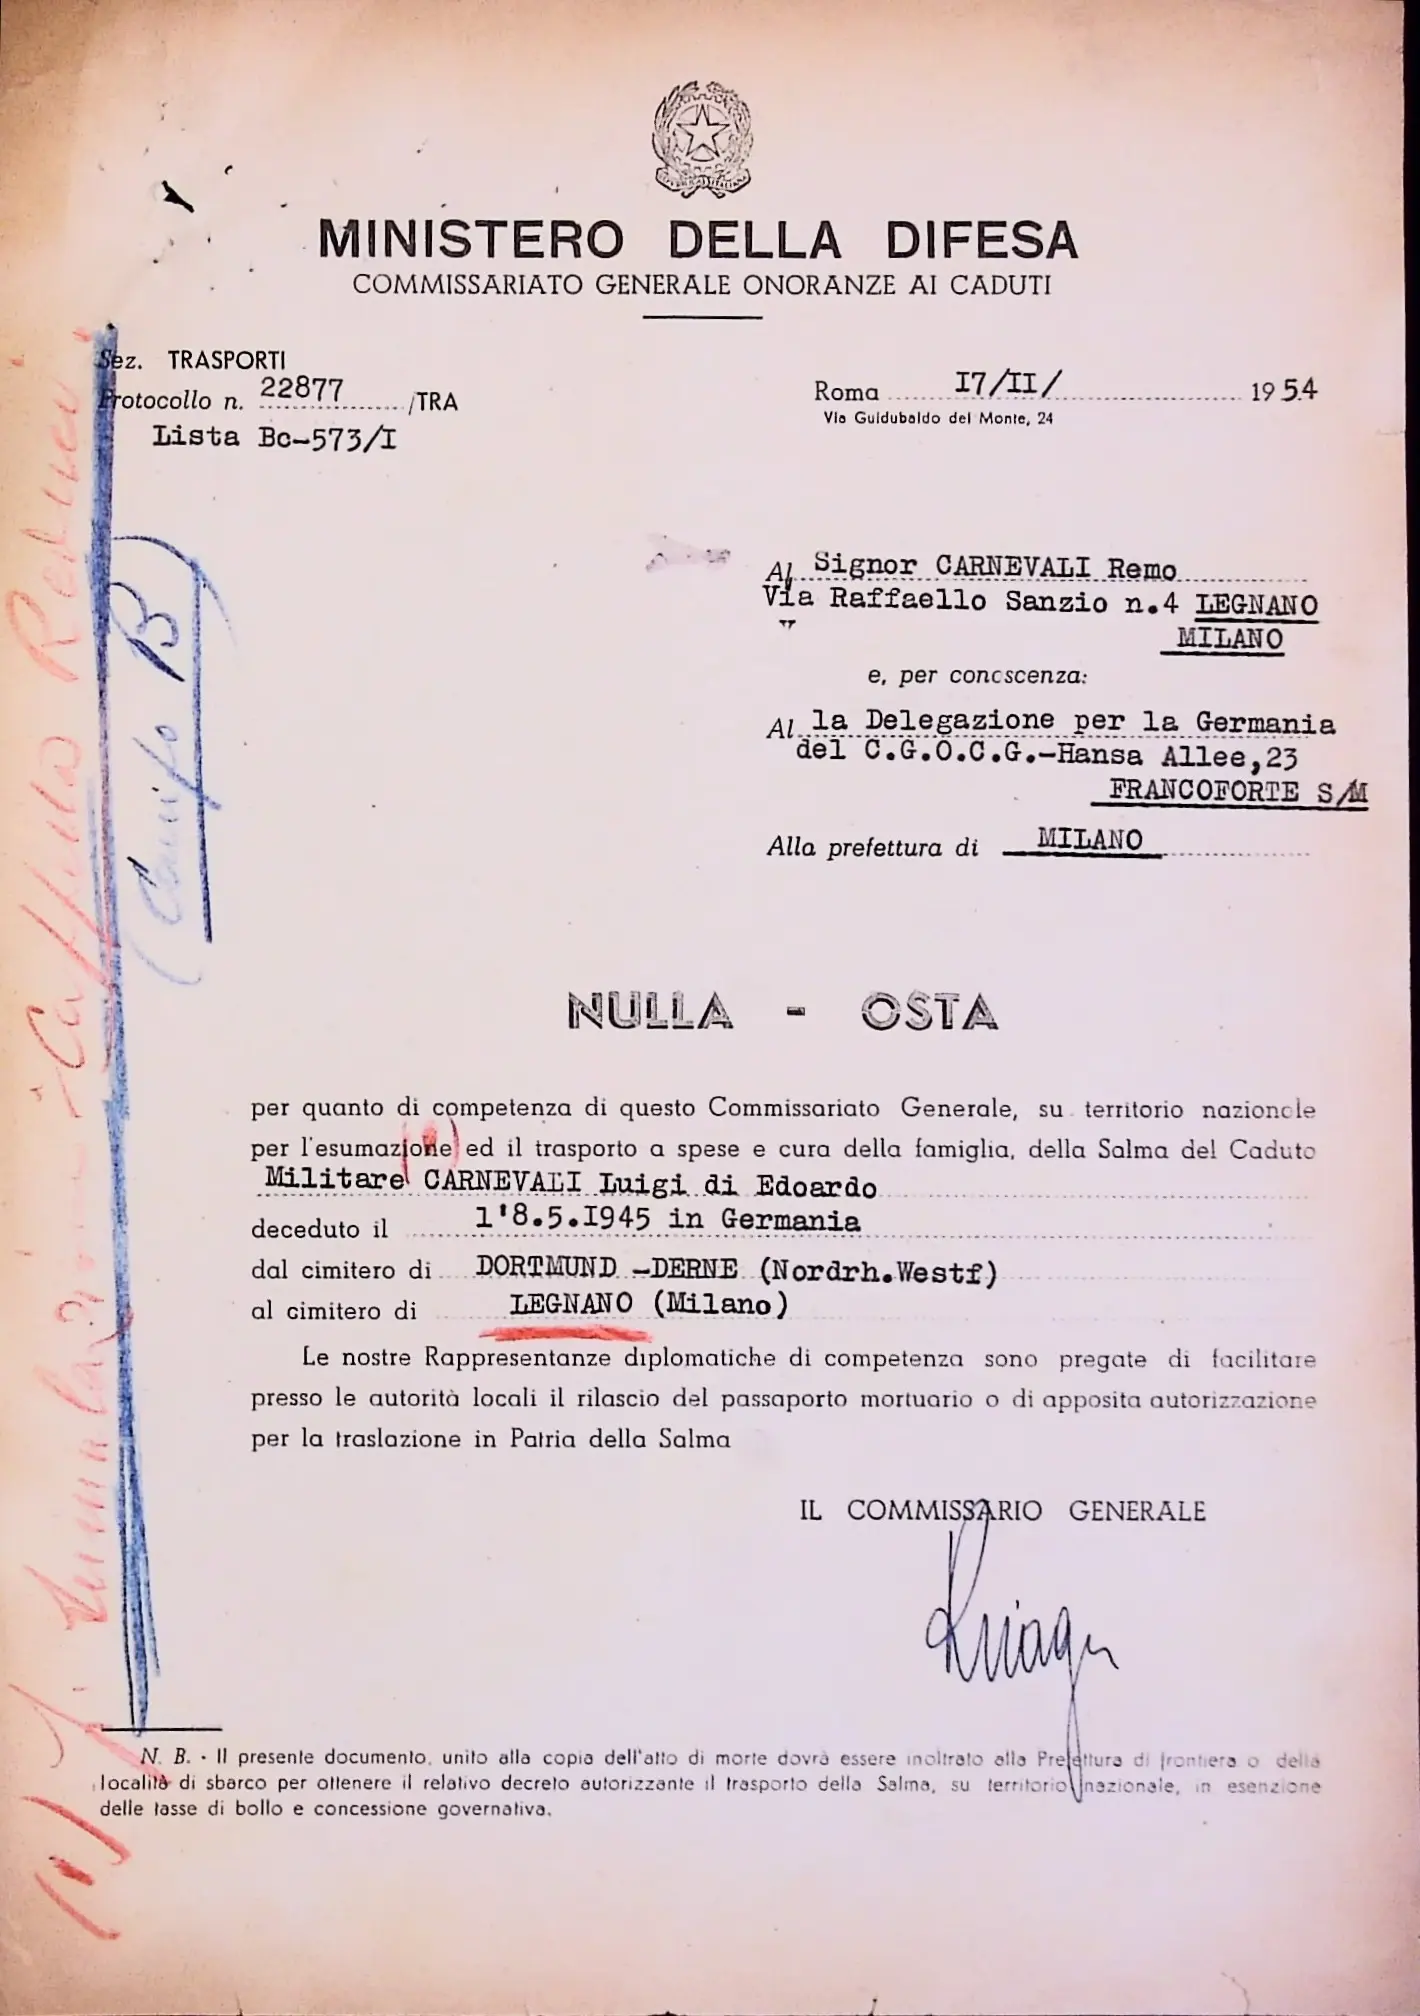 MINISTERO DELLA DIFESA
COMMISSARIATO GENERALE ONORANZE AI CADUTI
Sez. TRASPORTI
Protocollo n. 22877 /TRA
Lista Bc-573/I
Roma I7/II/ 1954
Via Guidubaldo del Monte, 24
Al Signor CARNEVALI Remo
Via Raffaello Sanzio n.4 LEGNANO
"
MILANO
e, per conoscenza:
Al la Delegazione per la Germania
del C.G.O.C.G.-Hansa Allee,23
FRANCOFORTE S/M
Alla prefettura di MILANO
(Campo B)
NULLA - OSTA
per quanto di competenza di questo Commissariato Generale, su territorio nazionale
per l'esumazione ed il trasporto a spese e cura della famiglia, della Salma del Caduto
Militare CARNEVALI Luigi di Edoardo
deceduto il l'8.5.I945 in Germania
dal cimitero di DORTMUND -DERNE (Nordrh.Westf)
al cimitero di LEGNANO (Milano)
Le nostre Rappresentanze diplomatiche di competenza sono pregate di facilitare
presso le autorità locali il rilascio del passaporto mortuario o di apposita autorizzazione
per la traslazione in Patria della Salma
IL COMMISSARIO GENERALE
N. B. - Il presente documento, unito alla copia dell'atto di morte dovrà essere inoltrato alla Prefettura di frontiera o della
località di sbarco per ottenere il relativo decreto autorizzante il trasporto della Salma, su territorio nazionale, in esenzione
delle tasse di bollo e concessione governativa.
(1)